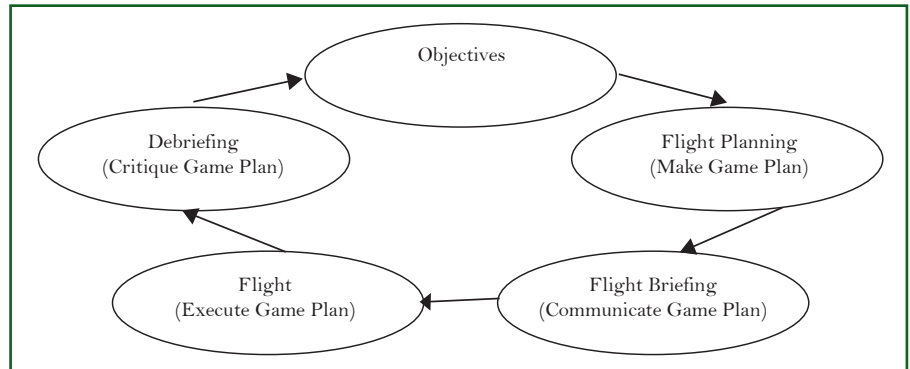 Objectives
Flight Planning
(Make Game Plan)
Flight Briefing
(Communicate Game Plan)
Flight
(Execute Game Plan)
Debriefing
(Critique Game Plan)